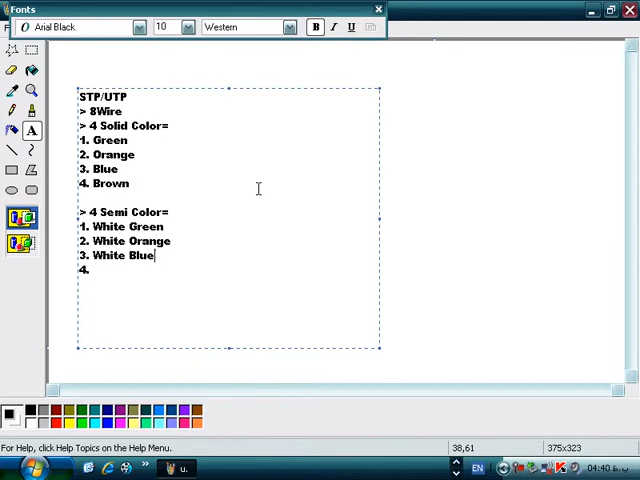 Fonts
Arial Black
10
Western
B
I
U
A
STP/UTP
> 8Wire
> 4 Solid Color=
1. Green
2. Orange
3. Blue
4. Brown
> 4 Semi Color=
1. White Green
2. White Orange
3. White Blue
4.
For Help, click Help Topics on the Help Menu.
38,61
375x323
u.
EN
04:40 ب.ظ